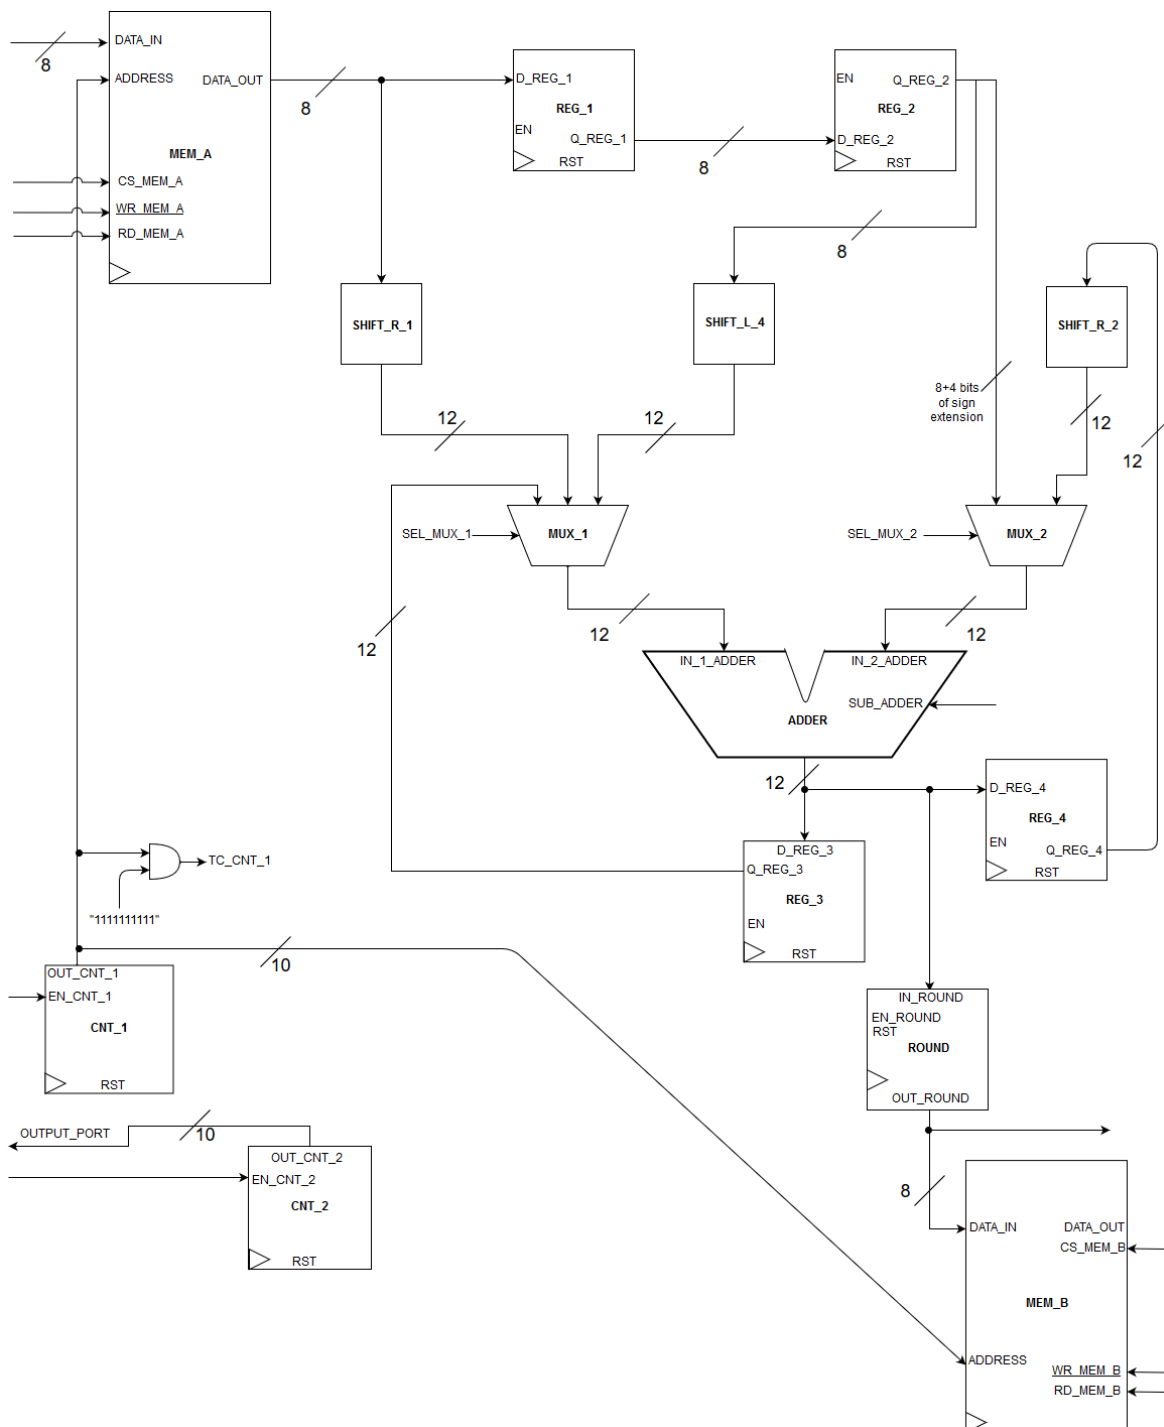 DATA_IN
8
ADDRESS
DATA_OUT
8
MEM_A
CS_MEM_A
WR_MEM_A
RD_MEM_A
D_REG_1
REG_1
EN
Q_REG_1
RST
8
EN
Q_REG_2
REG_2
D_REG_2
RST
8
SHIFT_R_1
SHIFT_L_4
SHIFT_R_2
8+4 bits
of sign
extension
12
12
12
12
SEL_MUX_1
MUX_1
SEL_MUX_2
MUX_2
12
12
12
IN_1_ADDER
IN_2_ADDER
SUB_ADDER
ADDER
12
D_REG_4
REG_4
EN
Q_REG_4
RST
D_REG_3
Q_REG_3
REG_3
EN
RST
TC_CNT_1
"1111111111"
10
OUT_CNT_1
EN_CNT_1
CNT_1
RST
IN_ROUND
EN_ROUND
RST
ROUND
OUT_ROUND
OUTPUT_PORT
10
OUT_CNT_2
EN_CNT_2
CNT_2
RST
8
DATA_IN
DATA_OUT
CS_MEM_B
MEM_B
ADDRESS
WR_MEM_B
RD_MEM_B